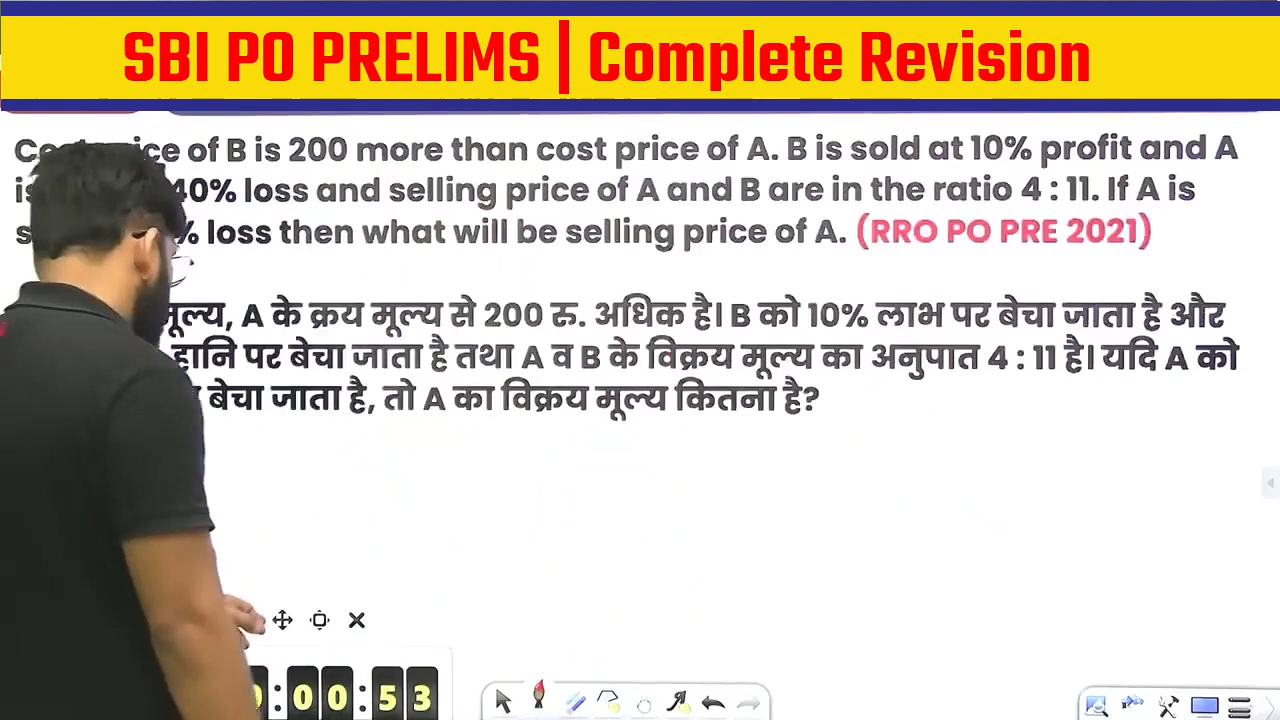 SBI PO PRELIMS | Complete Revision
of B is 200 more than cost price of A. B is sold at 10% profit and A
40% loss and selling price of A and B are in the ratio 4 : 11. If A is
% loss then what will be selling price of A. (RRO PO PRE 2021)
मूल्य, A के क्रय मूल्य से 200 रु. अधिक है। B को 10% लाभ पर बेचा जाता है और
हानि पर बेचा जाता है तथा A व B के विक्रय मूल्य का अनुपात 4 : 11 है। यदि A को
बेचा जाता है, तो A का विक्रय मूल्य कितना है?
:00:53